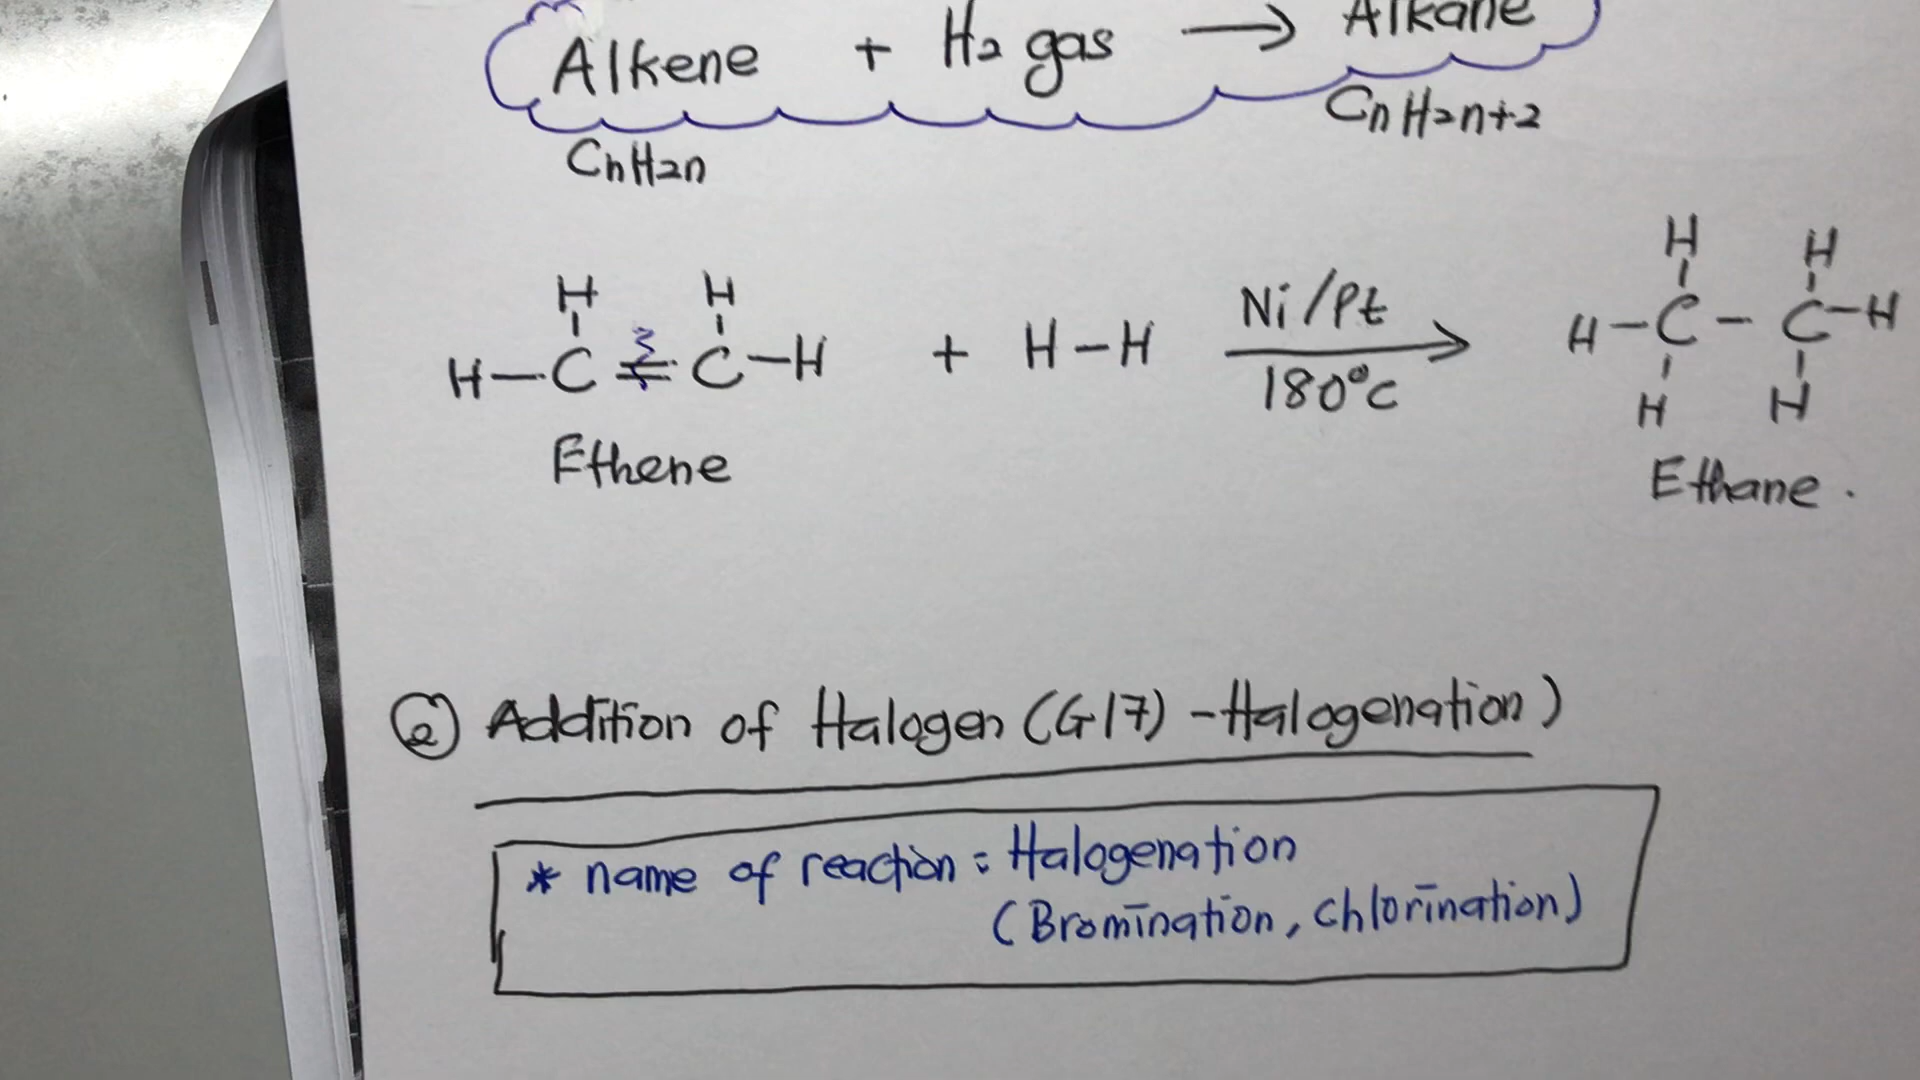 Alkene + H2 gas → Alkane
CnH2n CnH2n+2
H H H H
H-C=C-H + H-H Ni/Pt 180°C → H-C-C-H
H H
Ethene Ethane.
② Addition of Halogen (G17) - Halogenation)
* name of reaction: Halogenation
(Bromination, Chlorination)